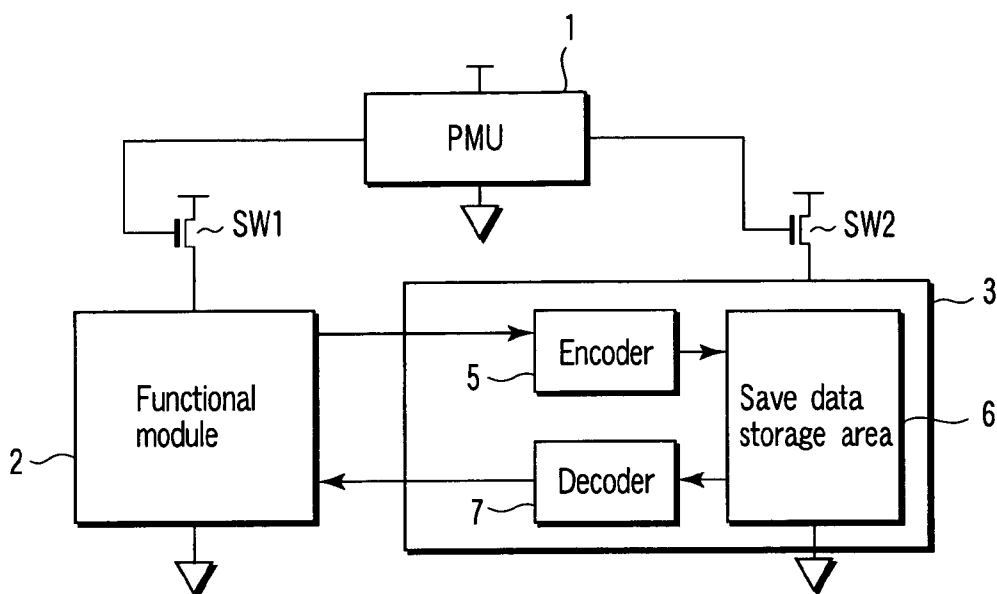 1
PMU
SW1
SW2
3
Encoder
5
Functional
module
Save data
storage area
6
2
Decoder
7